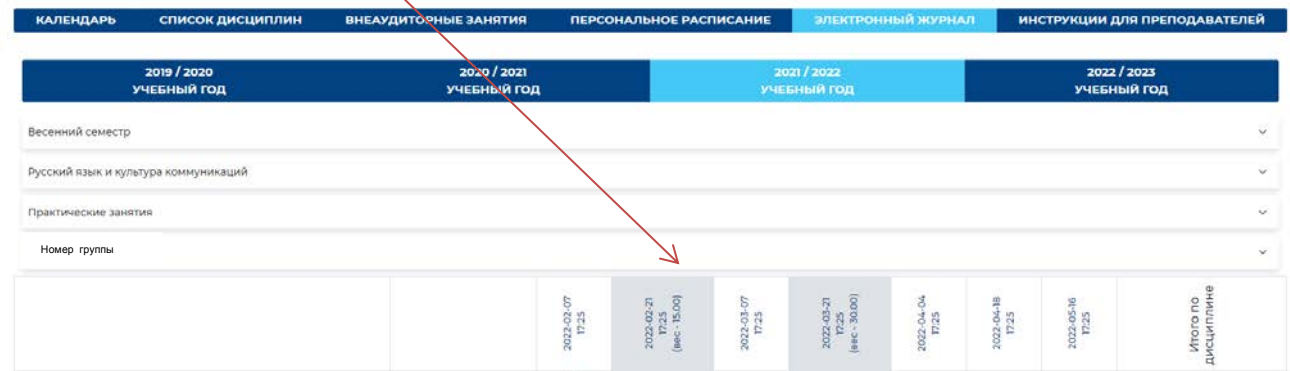 КАЛЕНДАРЬ СПИСОК ДИСЦИПЛИН ВНЕАУДИТОРНЫЕ ЗАНЯТИЯ ПЕРСОНАЛЬНОЕ РАСПИСАНИЕ ЭЛЕКТРОННЫЙ ЖУРНАЛ ИНСТРУКЦИИ ДЛЯ ПРЕПОДАВАТЕЛЕЙ
2019 / 2020
УЧЕБНЫЙ ГОД
2020 / 2021
УЧЕБНЫЙ ГОД
2021 / 2022
УЧЕБНЫЙ ГОД
2022 / 2023
УЧЕБНЫЙ ГОД
Весенний семестр
Русский язык и культура коммуникаций
Практические занятия
Номер группы
2022-02-07
17:25
2022-02-21
17:25
(вес - 15.00)
2022-03-07
17:25
2022-03-21
17:25
(вес - 30.00)
2022-04-04
17:25
2022-04-18
17:25
2022-05-16
17:25
Итого по
дисциплине